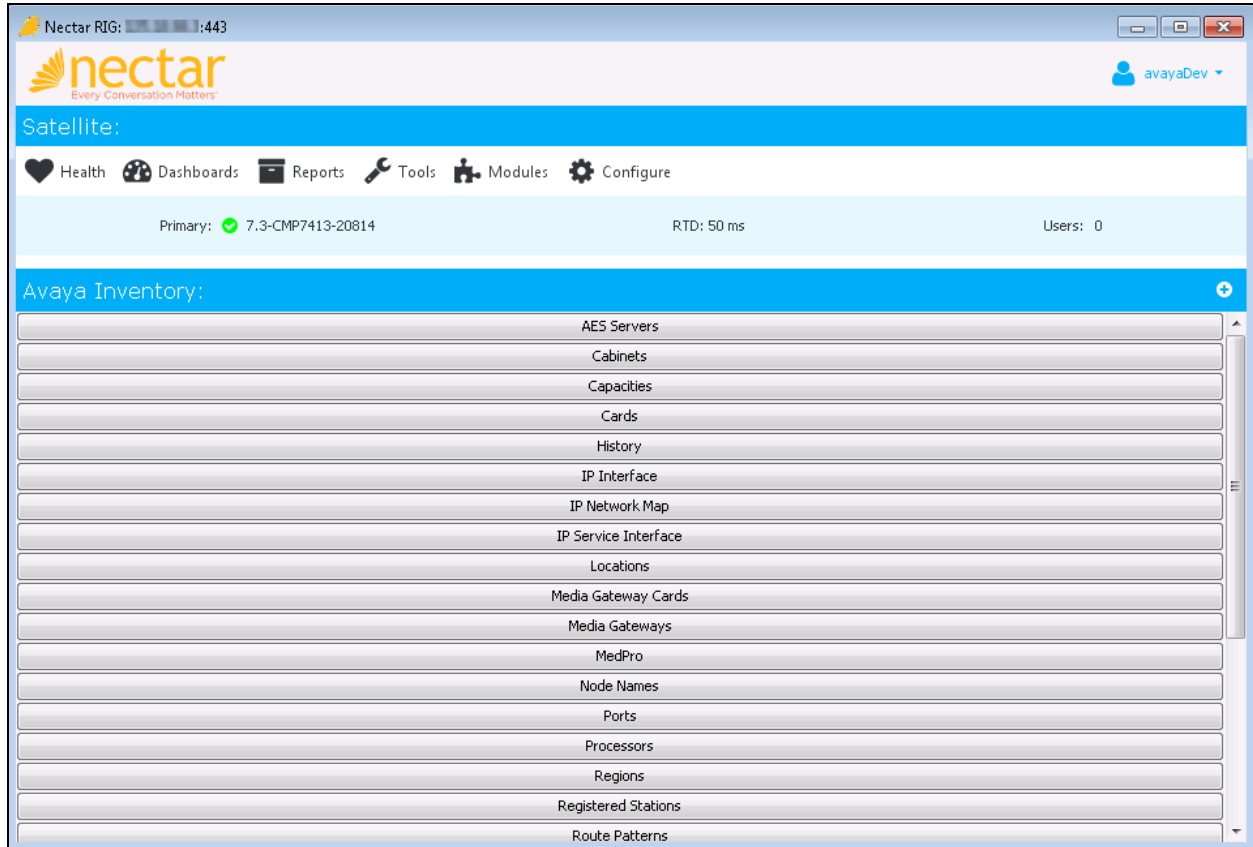 Nectar RIG: :443
nectar
Every Conversation Matters
avayaDev
Satellite:
Health Dashboards Reports Tools Modules Configure
Primary: 7.3-CMP7413-20814 RTD: 50 ms Users: 0
Avaya Inventory:
AES Servers
Cabinets
Capacities
Cards
History
IP Interface
IP Network Map
IP Service Interface
Locations
Media Gateway Cards
Media Gateways
MedPro
Node Names
Ports
Processors
Regions
Registered Stations
Route Patterns